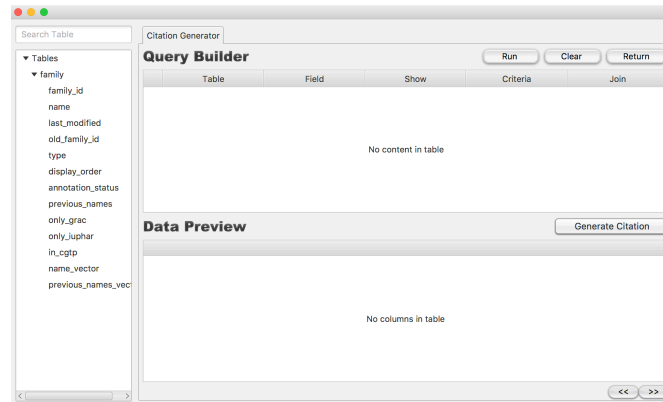 Search Table
Tables
family
family_id
name
last_modified
old_family_id
type
display_order
annotation_status
previous_names
only_grac
only_iuphar
in_cgtp
name_vector
previous_names_vect
Citation Generator
Query Builder
Run Clear Return
Table Field Show Criteria Join
No content in table
Data Preview
Generate Citation
No columns in table
<< >>